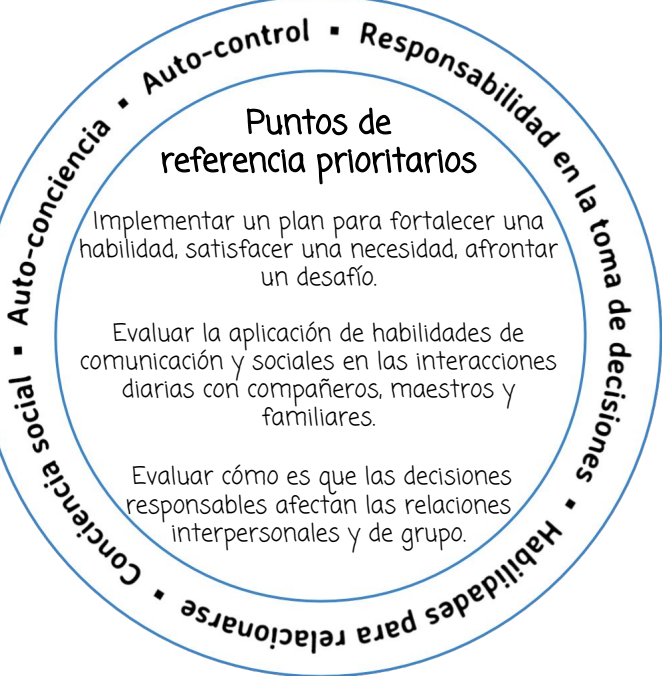 Auto-conciencia ▪ Auto-control ▪ Responsabilidad en la toma de decisiones ▪ Habilidades para relacionarse ▪ Conciencia social ▪
Puntos de
referencia prioritarios
Implementar un plan para fortalecer una
habilidad, satisfacer una necesidad, afrontar
un desafío.
Evaluar la aplicación de habilidades de
comunicación y sociales en las interacciones
diarias con compañeros, maestros y
familiares.
Evaluar cómo es que las decisiones
responsables afectan las relaciones
interpersonales y de grupo.